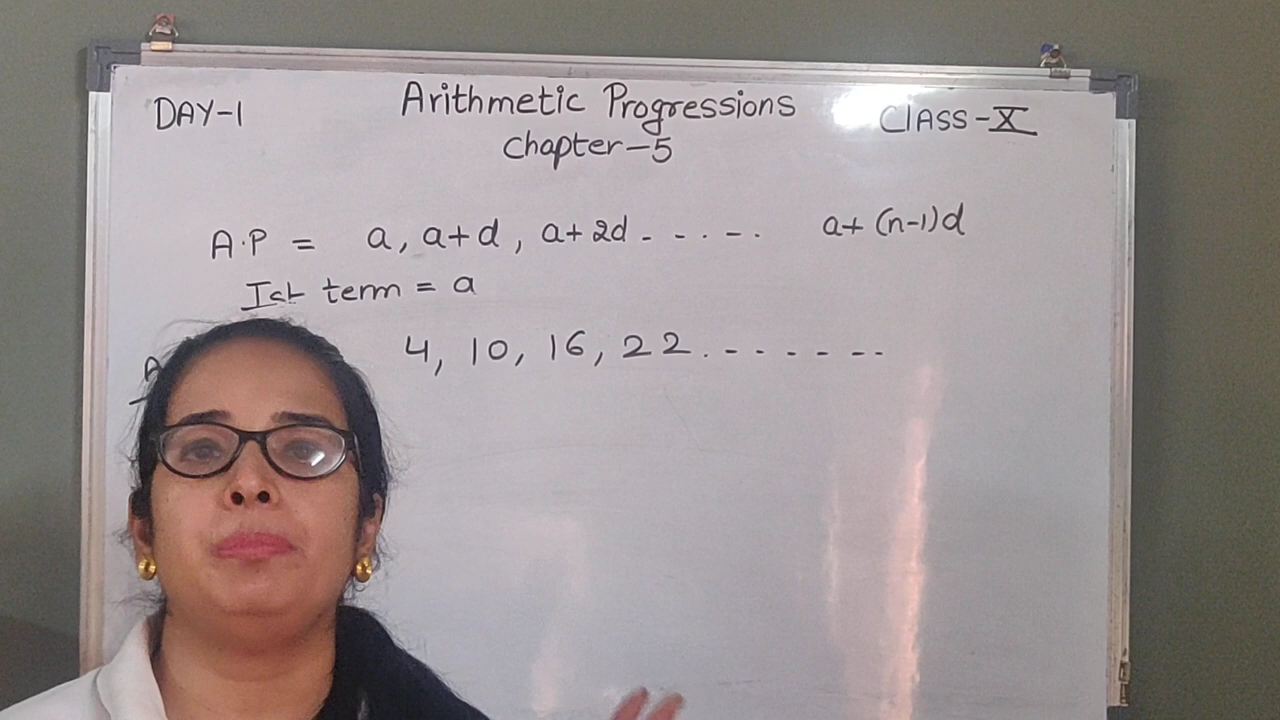 DAY-1
Arithmetic Progressions
Chapter-5
CLASS-X
A.P = a, a+d, a+2d - - . - . a+ (n-1)d
Ist term = a
4, 10, 16, 22. - - - - - -